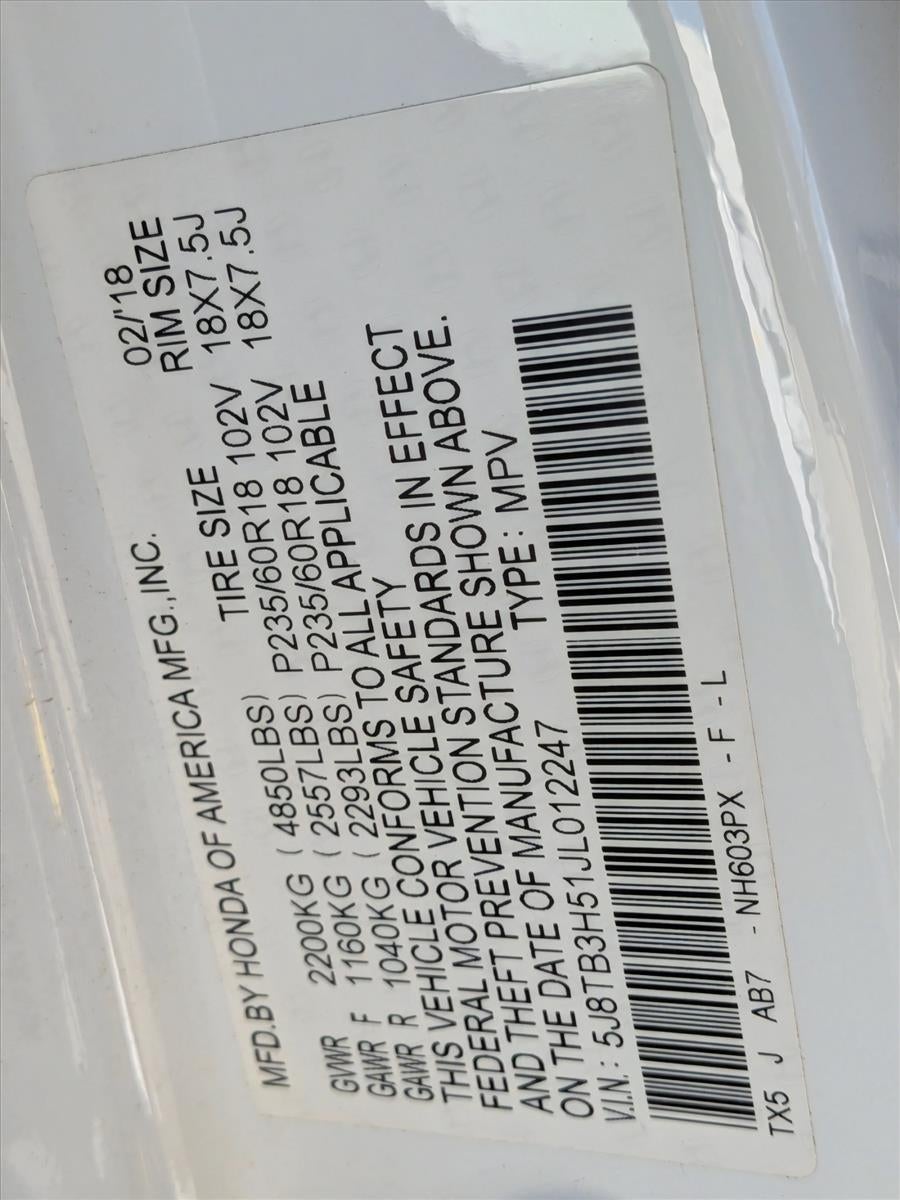 MFD.BY HONDA OF AMERICA MFG.,INC. 02/'18
TIRE SIZE RIM SIZE
GVWR 2200KG ( 4850LBS)
GAWR F 1160KG ( 2557LBS) P235/60R18 102V 18X7.5J
GAWR R 1040KG ( 2293LBS) P235/60R18 102V 18X7.5J
THIS VEHICLE CONFORMS TO ALL APPLICABLE
FEDERAL MOTOR VEHICLE SAFETY
AND THEFT PREVENTION STANDARDS IN EFFECT
ON THE DATE OF MANUFACTURE SHOWN ABOVE.
V.I.N.: 5J8TB3H51JL012247 TYPE: MPV
TX5 J AB7 - NH603PX - F - L